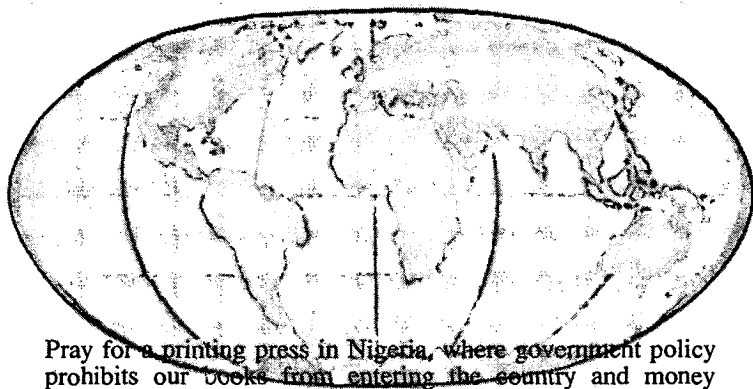 Pray for a printing press in Nigeria, where government policy
prohibits our books from entering the country and money